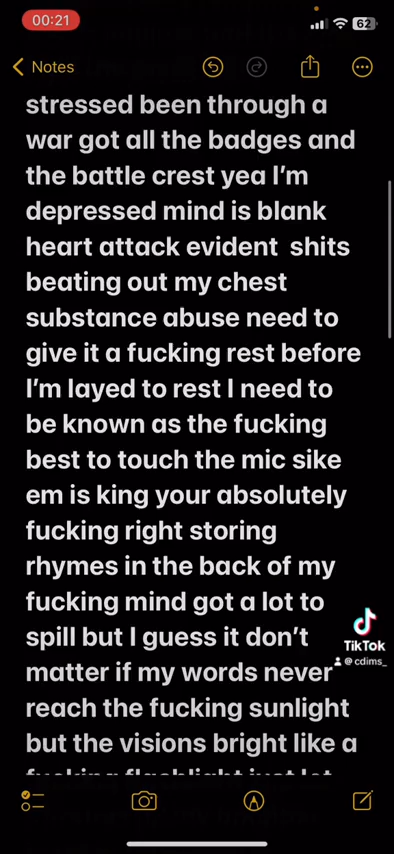 00:21
62
Notes
stressed been through a
war got all the badges and
the battle crest yea I’m
depressed mind is blank
heart attack evident  shits
beating out my chest
substance abuse need to
give it a fucking rest before
I’m layed to rest I need to
be known as the fucking
best to touch the mic sike
em is king your absolutely
fucking right storing
rhymes in the back of my
fucking mind got a lot to
spill but I guess it don’t
matter if my words never
reach the fucking sunlight
but the visions bright like a
fucking flashlight just let
TikTok
@cdims_